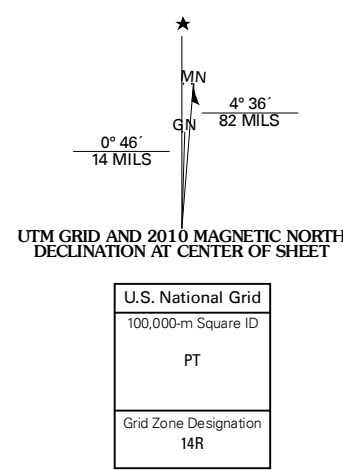 ★
MN
4° 36´
82 MILS
GN
0° 46´
14 MILS
UTM GRID AND 2010 MAGNETIC NORTH
DECLINATION AT CENTER OF SHEET
U.S. National Grid
100,000-m Square ID
PT
Grid Zone Designation
14R